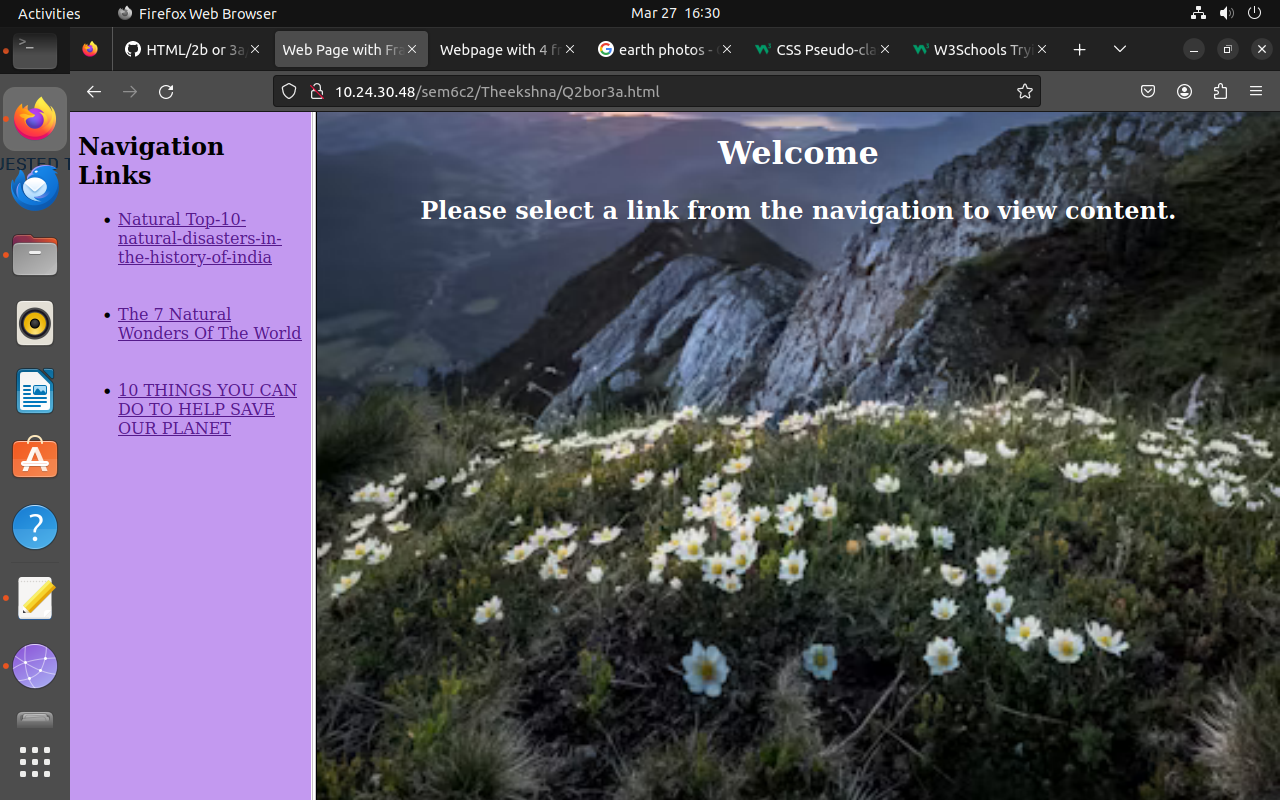 Activities
Firefox Web Browser
Mar 27 16:30
HTML/2b or 3a
Web Page with Fra
Webpage with 4 fr
earth photos -
CSS Pseudo-cla
W3Schools Tryi
10.24.30.48/sem6c2/Theekshna/Q2bor3a.html
UESTED T
Navigation
Links
• Natural Top-10-
natural-disasters-in-
the-history-of-india
• The 7 Natural
Wonders Of The World
• 10 THINGS YOU CAN
DO TO HELP SAVE
OUR PLANET
Welcome
Please select a link from the navigation to view content.